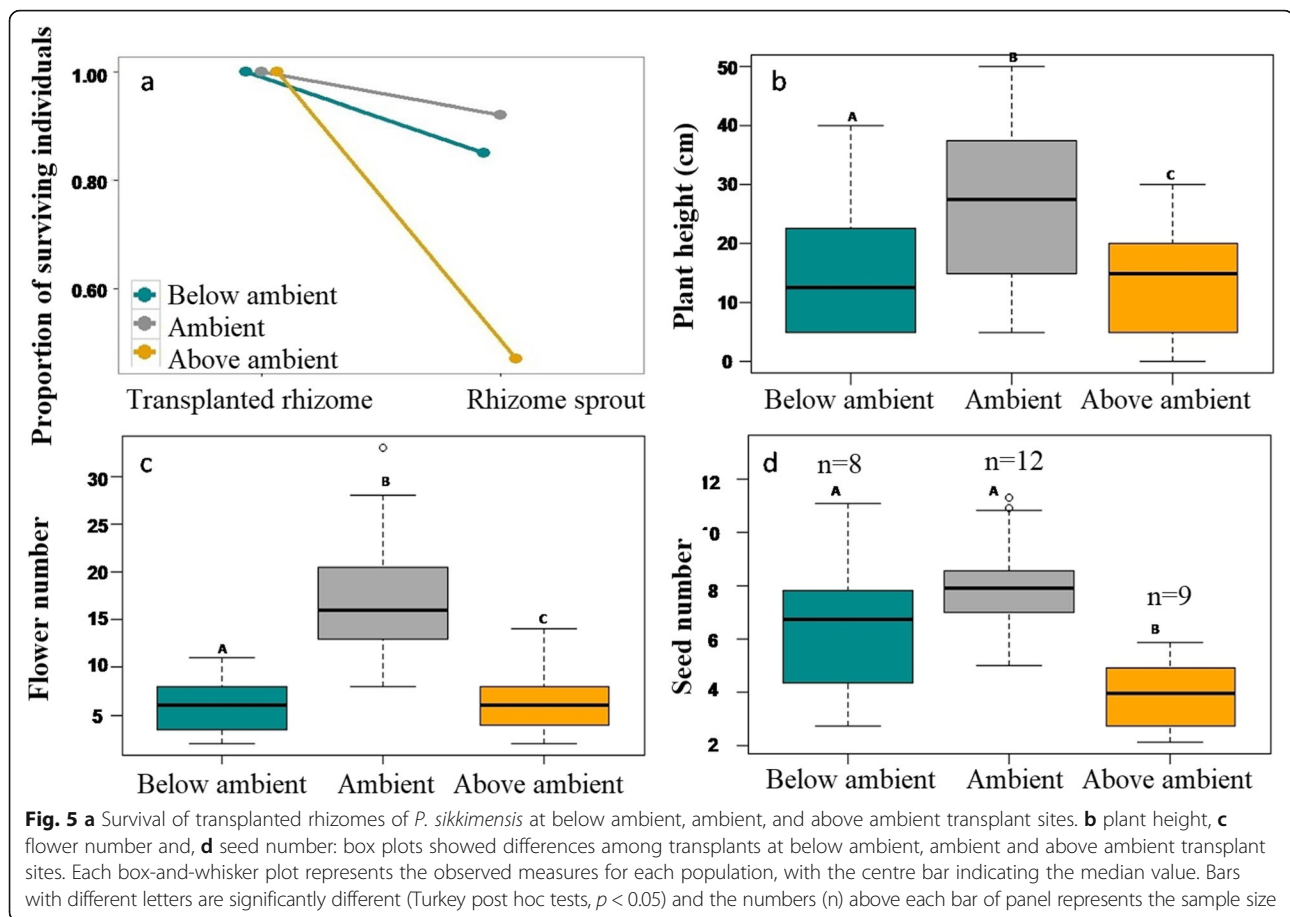 a
Proportion of surviving individuals
1.00
0.80
0.60
Below ambient
Ambient
Above ambient
Transplanted rhizome Rhizome sprout
b
Plant height (cm)
50
40
30
20
10
0
A
B
C
Below ambient Ambient Above ambient
c
Flower number
30
25
20
15
10
5
A
B
C
Below ambient Ambient Above ambient
d
Seed number
12
0
8
6
4
2
n=8
n=12
n=9
A
A
B
Below ambient Ambient Above ambient
Fig. 5 a Survival of transplanted rhizomes of P. sikkimensis at below ambient, ambient, and above ambient transplant sites. b plant height, c
flower number and, d seed number: box plots showed differences among transplants at below ambient, ambient and above ambient transplant
sites. Each box-and-whisker plot represents the observed measures for each population, with the centre bar indicating the median value. Bars
with different letters are significantly different (Turkey post hoc tests, p < 0.05) and the numbers (n) above each bar of panel represents the sample size